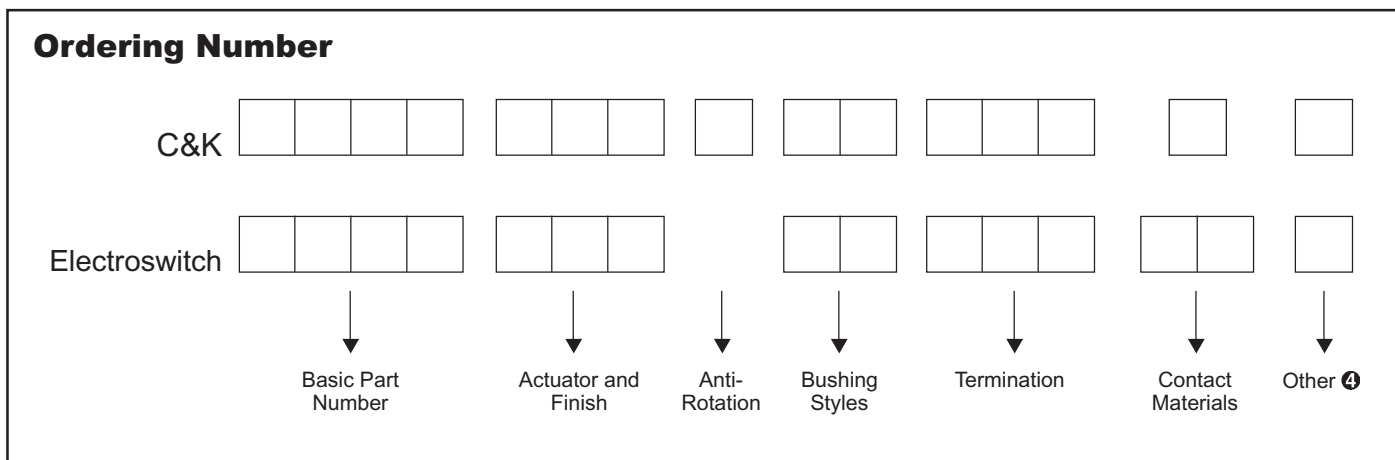 Ordering Number
C&K
Electroswitch
Basic Part
Number
Actuator and
Finish
Anti-
Rotation
Bushing
Styles
Termination
Contact
Materials
Other ❹